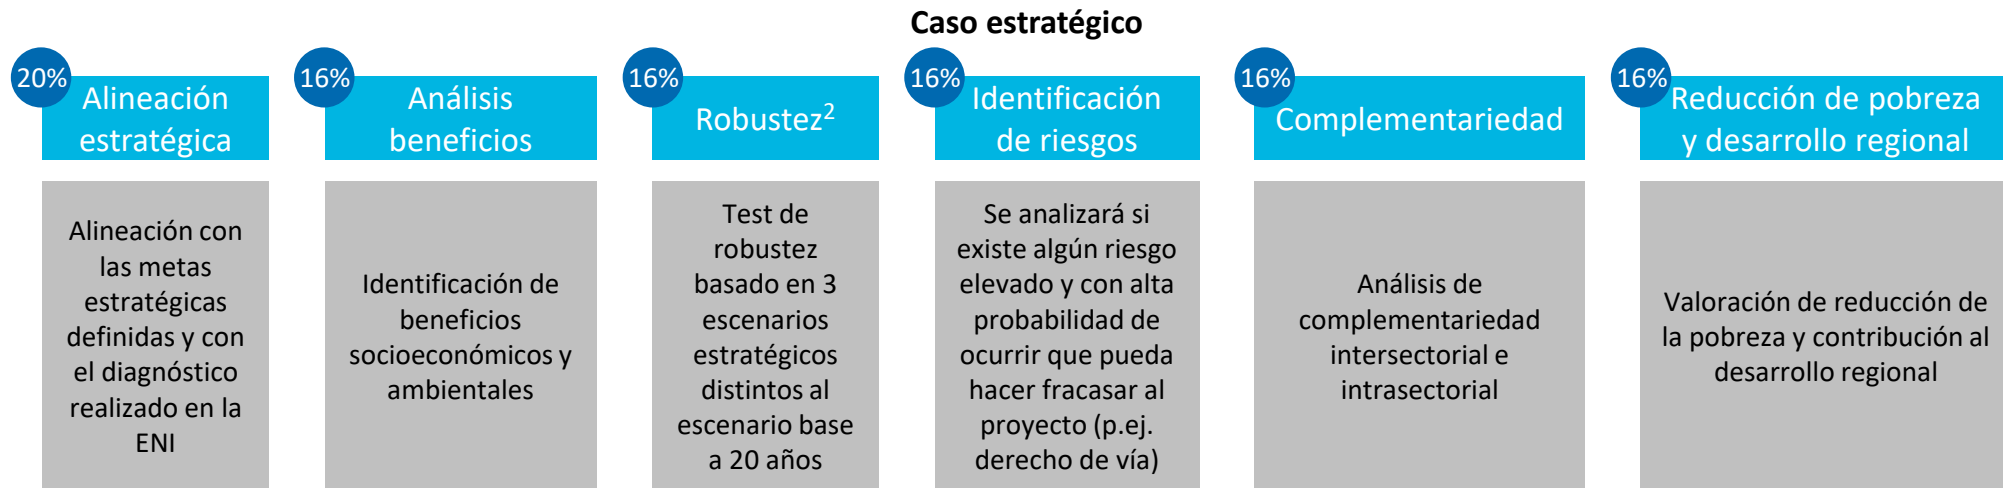 Caso estratégico
20%
Alineación
estratégica
Alineación con
las metas
estratégicas
definidas y con
el diagnóstico
realizado en la
ENI
16%
Análisis
beneficios
Identificación de
beneficios
socioeconómicos y
ambientales
16%
Robustez²
Test de
robustez
basado en 3
escenarios
estratégicos
distintos al
escenario base
a 20 años
16%
Identificación
de riesgos
Se analizará si
existe algún riesgo
elevado y con alta
probabilidad de
ocurrir que pueda
hacer fracasar al
proyecto (p.ej.
derecho de vía)
16%
Complementariedad
Análisis de
complementariedad
intersectorial e
intrasectorial
16%
Reducción de pobreza
y desarrollo regional
Valoración de reducción de
la pobreza y contribución al
desarrollo regional